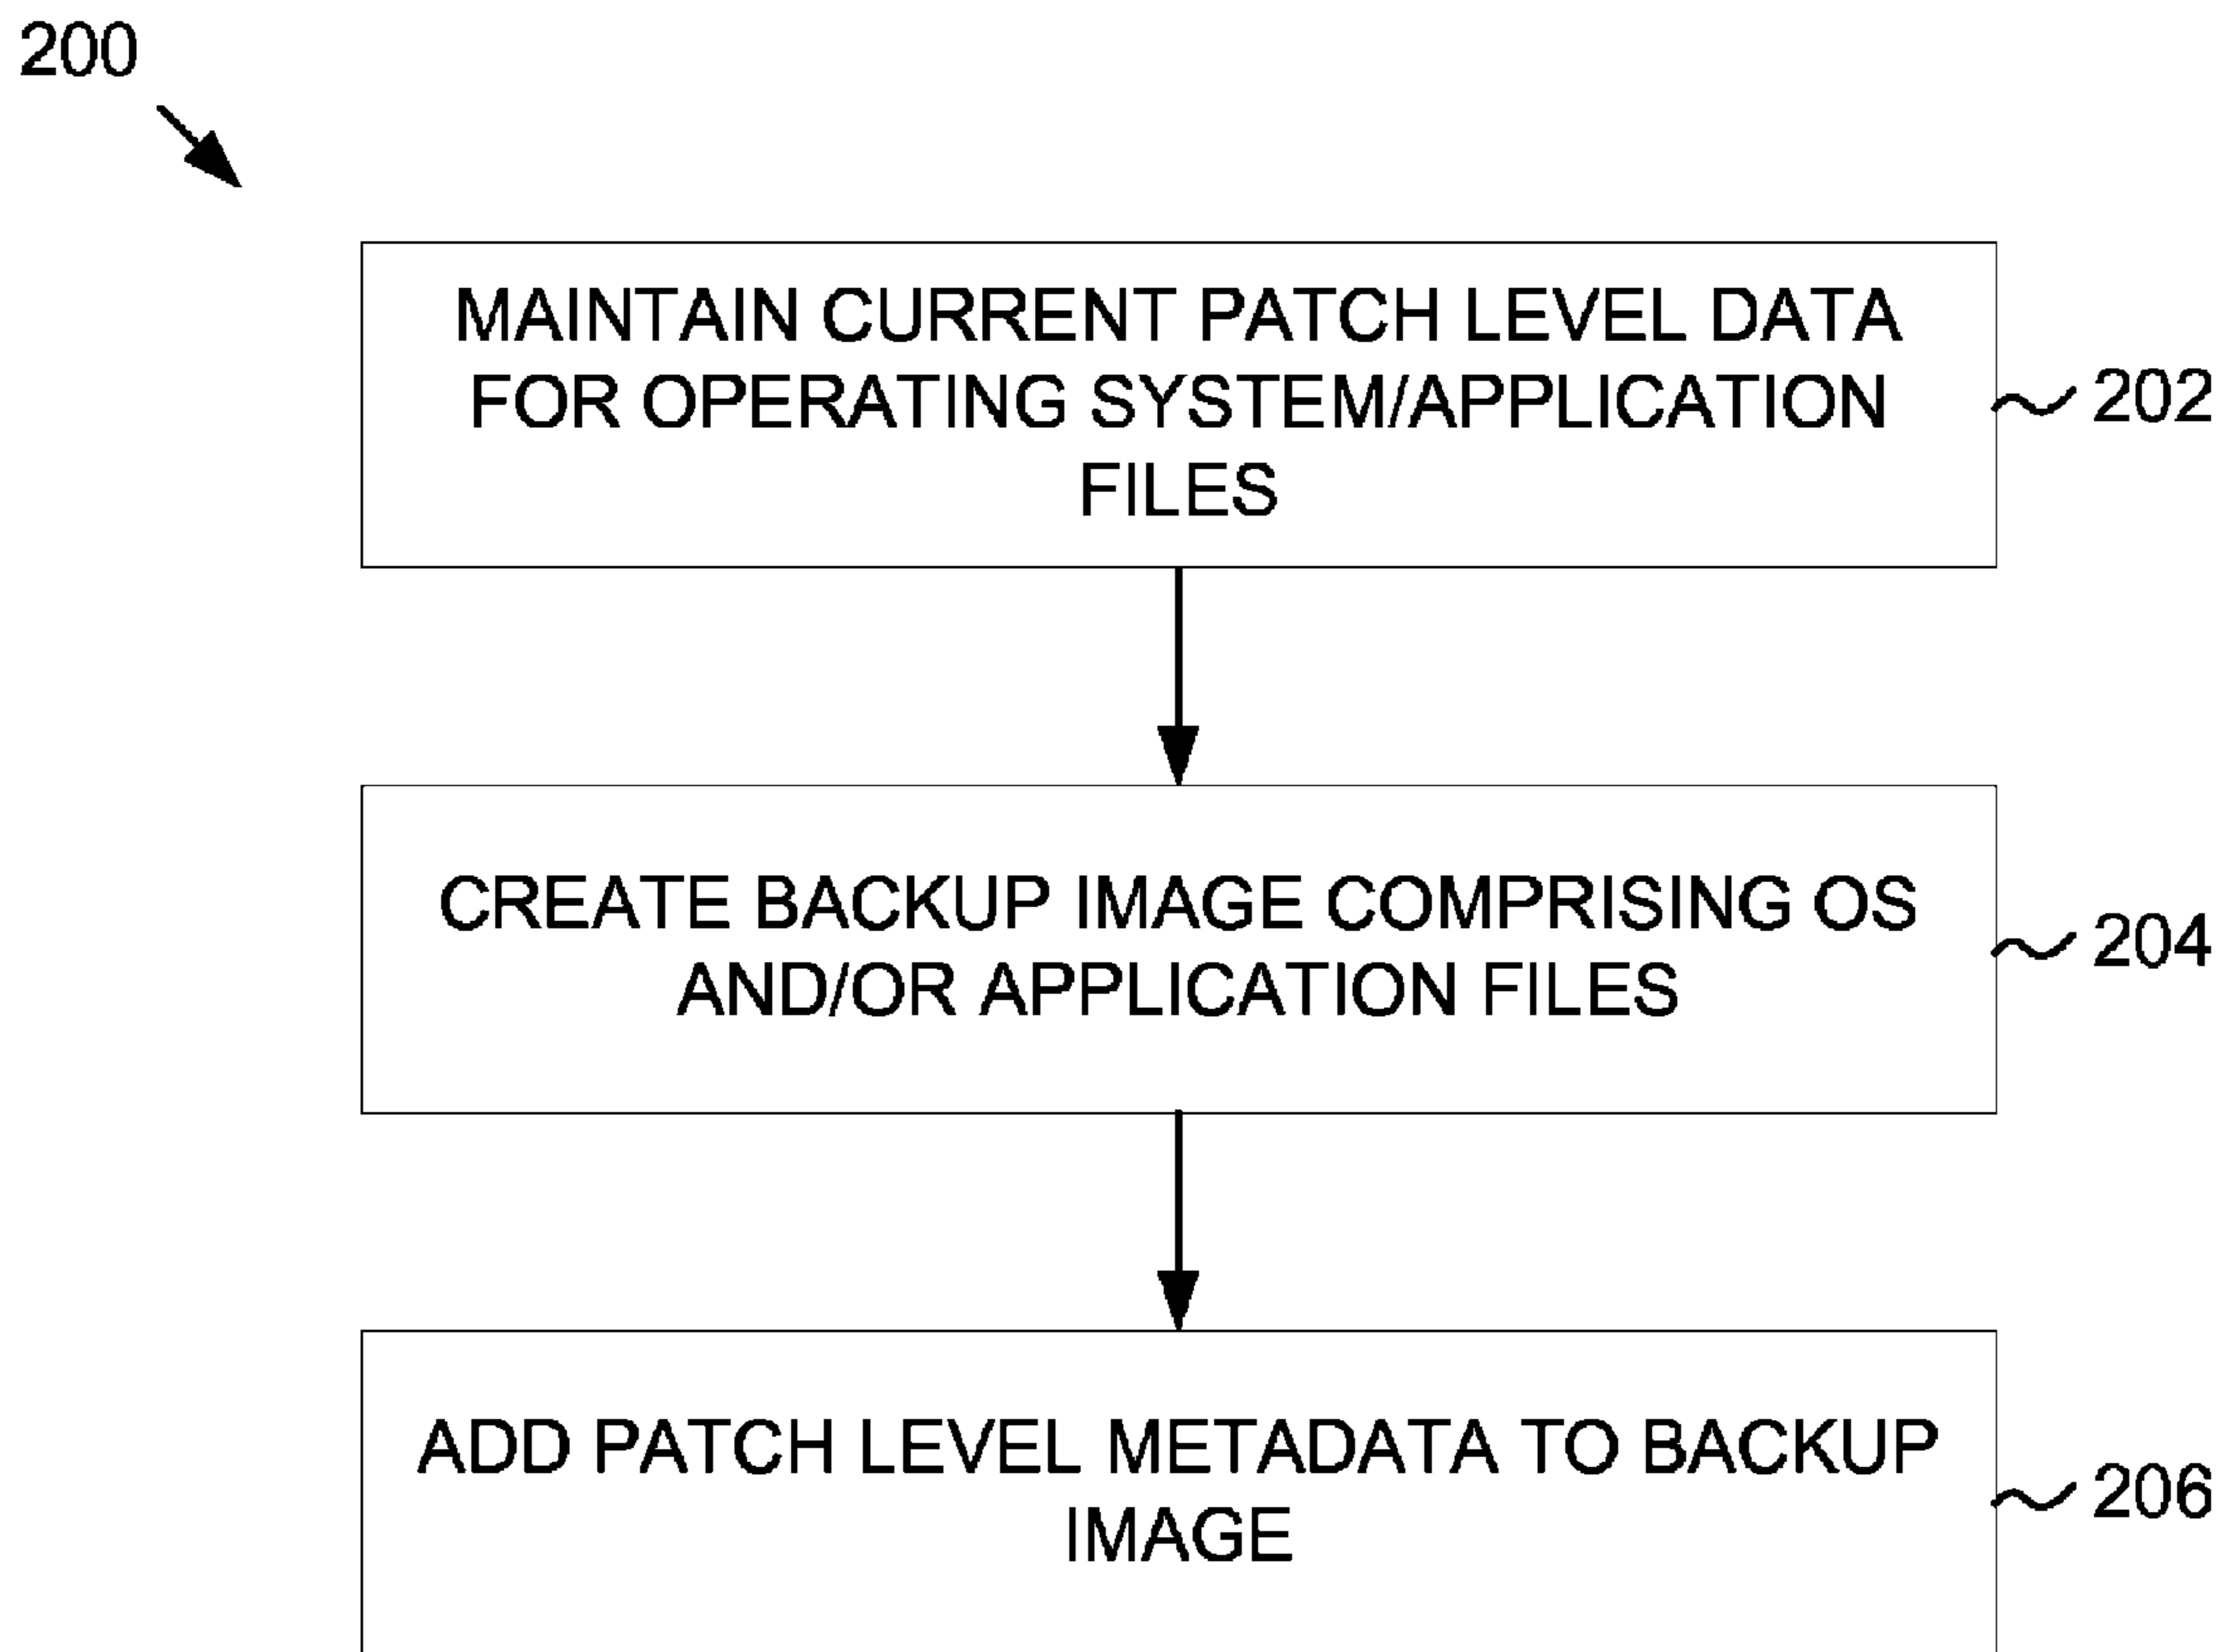 200
MAINTAIN CURRENT PATCH LEVEL DATA
FOR OPERATING SYSTEM/APPLICATION
FILES
202
CREATE BACKUP IMAGE COMPRISING OS
AND/OR APPLICATION FILES
204
ADD PATCH LEVEL METADATA TO BACKUP
IMAGE
206